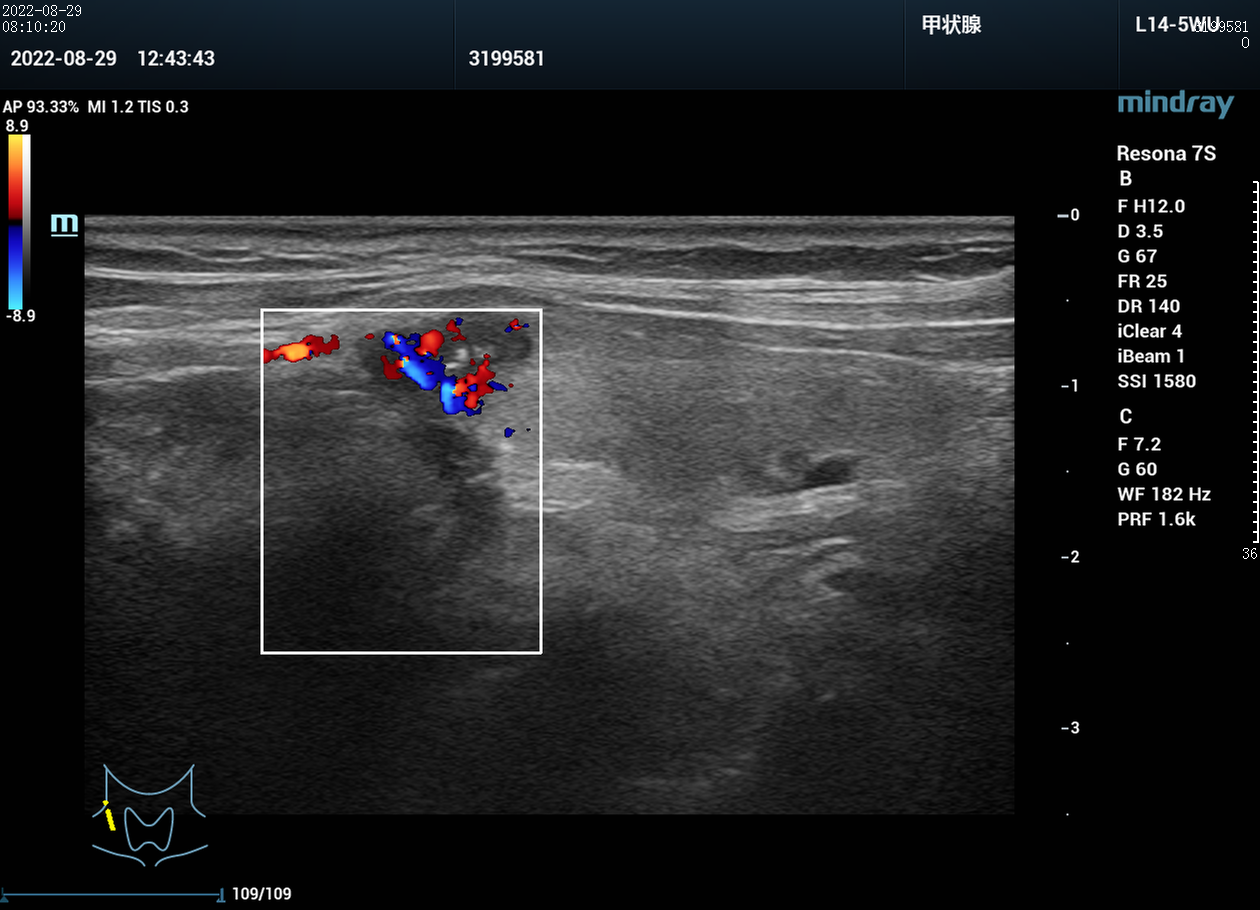 2022-08-29
08:10:20
甲状腺
L14-5WU
3199581
0
2022-08-29 12:43:43
3199581
AP 93.33% MI 1.2 TIS 0.3
mindray
8.9
Resona 7S
B
m
F H12.0
-0
D 3.5
G 67
FR 25
DR 140
-8.9
iClear 4
iBeam 1
SSI 1580
-1
C
F 7.2
G 60
WF 182 Hz
PRF 1.6k
36
-2
-3
109/109